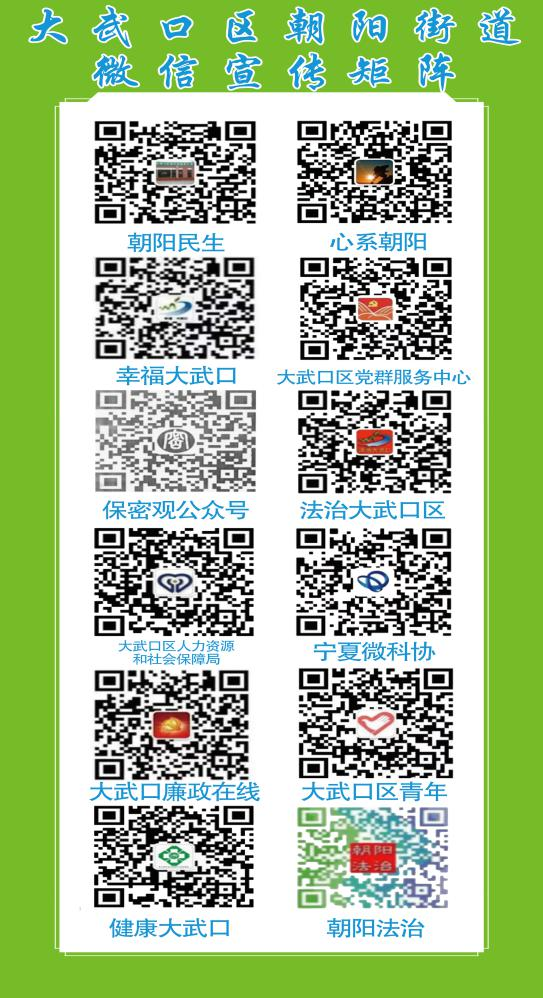 大武口区朝阳街道
微信宣传矩阵
朝阳民生
心系朝阳
幸福大武口
大武口区党群服务中心
保密观公众号
法治大武口区
大武口区人力资源
和社会保障局
宁夏微科协
大武口廉政在线
大武口区青年
健康大武口
朝阳
法治
朝阳法治